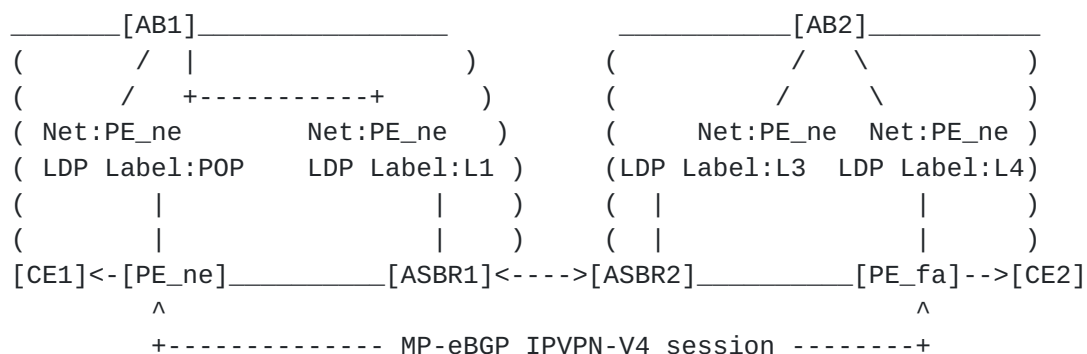 _______[AB1]________________           ___________[AB2]___________
(       /  |                 )        (           /   \          )
(      /   +-----------+      )       (          /     \         )
( Net:PE_ne        Net:PE_ne   )      (     Net:PE_ne  Net:PE_ne )
( LDP Label:POP   LDP Label:L1 )      (LDP Label:L3  LDP Label:L4)
(        |                 |    )     (  |                |      )
(        |                 |    )     (  |                |      )
[CE1]<-[PE_ne]__________[ASBR1]<---->[ASBR2]__________[PE_fa]-->[CE2]
         ^                                                ^
         +-------------- MP-eBGP IPVPN-V4 session --------+